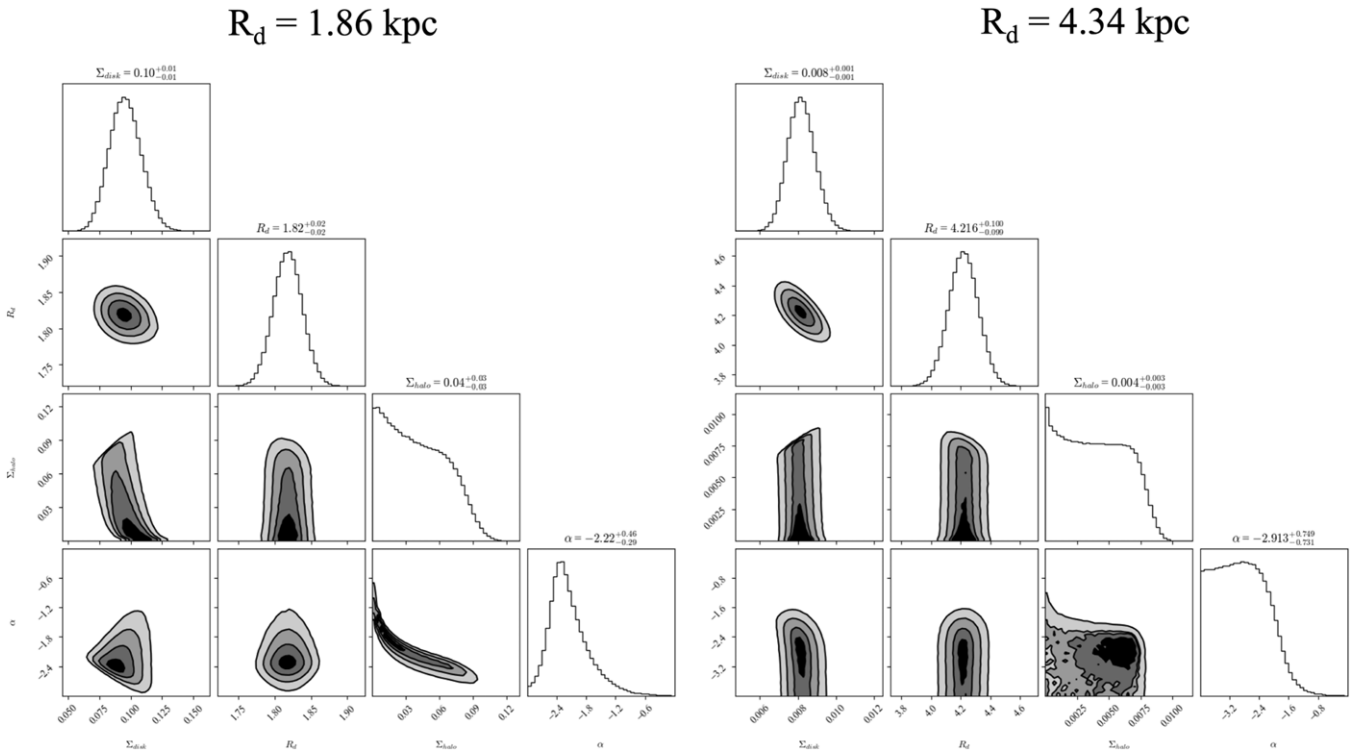 R_d = 1.86 kpc
R_d = 4.34 kpc
Σ_disk = 0.10^{+0.01}_{-0.01}
R_d = 1.82^{+0.02}_{-0.02}
Σ_halo = 0.04^{+0.03}_{-0.03}
α = −2.22^{+0.46}_{-0.29}
R_d
1.90
1.85
1.80
1.75
Σ_halo
0.12
0.09
0.06
0.03
α
−0.6
−1.2
−1.8
−2.4
0.050 0.075 0.100 0.125 0.150
Σ_disk
1.75 1.80 1.85 1.90
R_d
0.03 0.06 0.09 0.12
Σ_halo
−2.4 −1.8 −1.2 −0.6
α
Σ_disk = 0.008^{+0.001}_{-0.001}
R_d = 4.216^{+0.100}_{-0.099}
Σ_halo = 0.004^{+0.003}_{-0.003}
α = −2.913^{+0.749}_{-0.731}
R_d
4.6
4.4
4.2
4.0
3.8
Σ_halo
0.0100
0.0075
0.0050
0.0025
α
−0.8
−1.6
−2.4
−3.2
0.006 0.008 0.010 0.012
Σ_disk
3.8 4.0 4.2 4.4 4.6
R_d
0.0025 0.0050 0.0075 0.0100
Σ_halo
−3.2 −2.4 −1.6 −0.8
α